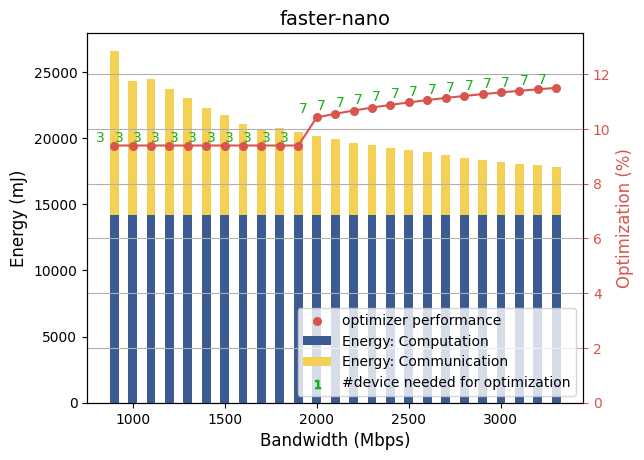 faster-nano
Energy (mJ)
25000
20000
15000
10000
5000
0
3 3 3 3 3 3 3 3 3 3 3 7 7 7 7 7 7 7 7 7 7 7 7 7 7
12
10
8
6
4
2
0
Optimization (%)
optimizer performance
Energy: Computation
Energy: Communication
1 #device needed for optimization
1000 1500 2000 2500 3000
Bandwidth (Mbps)